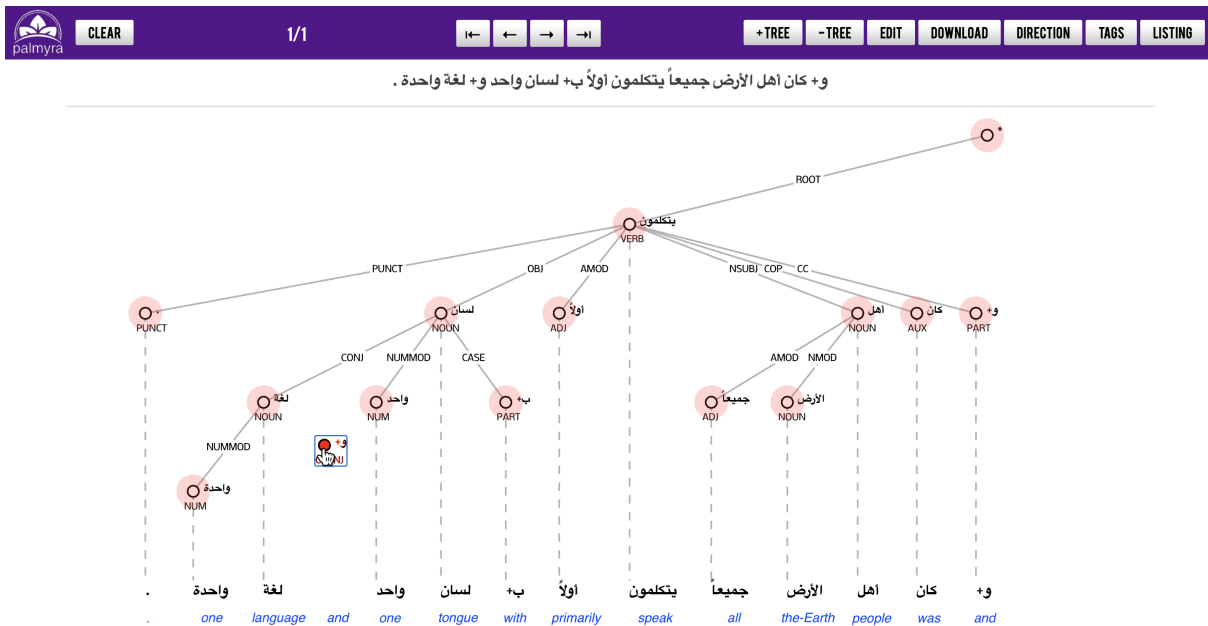 palmyra
CLEAR
1/1
+TREE
-TREE
EDIT
DOWNLOAD
DIRECTION
TAGS
LISTING
و+ كان أهل الأرض جميعاً يتكلمون أولاً ب+ لسان واحد و+ لغة واحدة .
*
ROOT
يتكلمون
VERB
PUNCT OBJ AMOD NSUBJ COP CC
و+ كان أهل أولاً لسان .
PUNCT NOUN ADJ NOUN AUX PART
CONJ NUMMOD CASE AMOD NMOD
الأرض جميعاً ب+ واحد لغة
NOUN NUM PART ADJ NOUN
و+
NUMMOD
واحدة
NUM
و+ كان أهل الأرض جميعاً يتكلمون أولاً ب+ لسان واحد لغة واحدة .
. one language and one tongue with primarily speak all the-Earth people was and